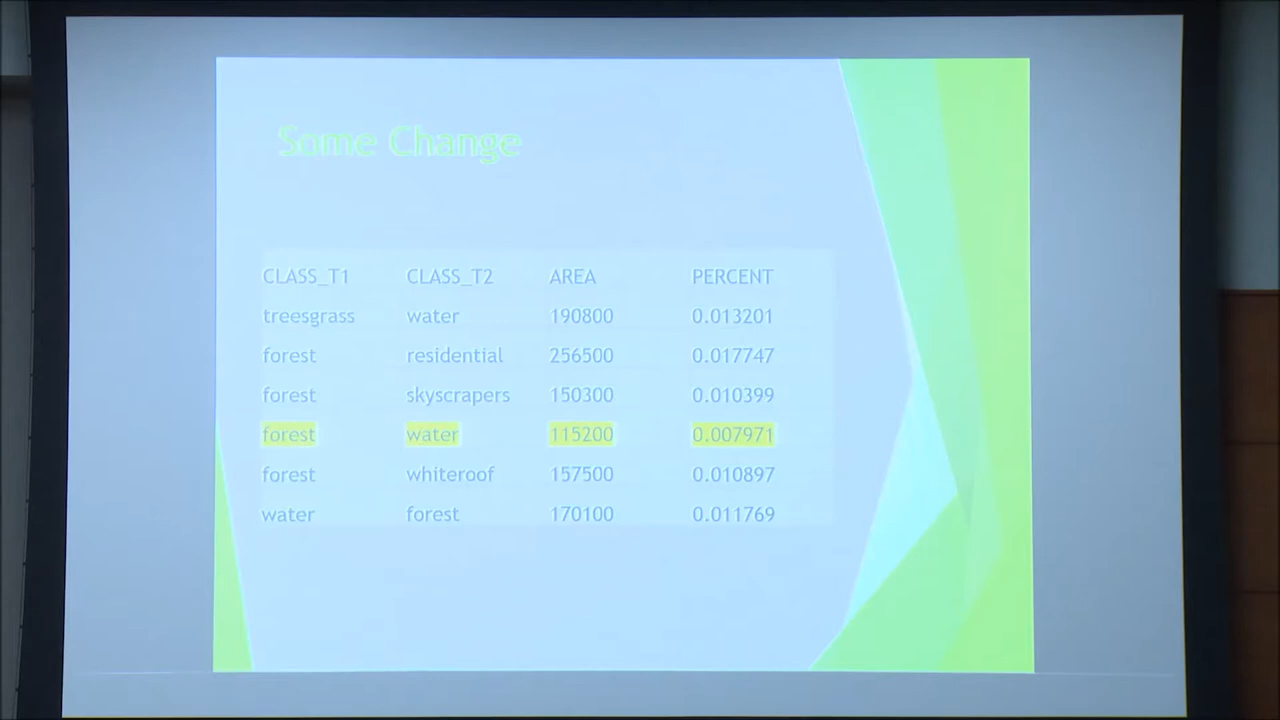 Some Change
CLASS_T1 CLASS_T2 AREA PERCENT
treesgrass water 190800 0.013201
forest residential 256500 0.017747
forest skyscrapers 150300 0.010399
forest water 115200 0.007971
forest whiteroof 157500 0.010897
water forest 170100 0.011769